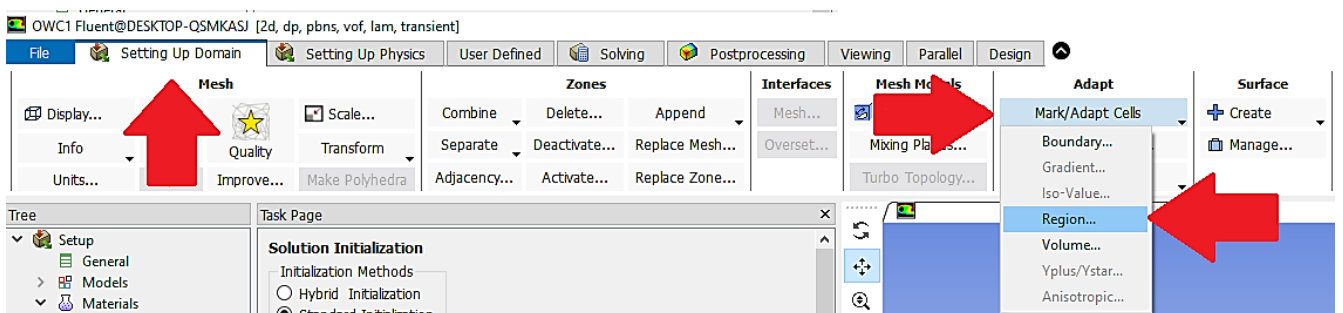 OWC1 Fluent@DESKTOP-QSMKASJ [2d, dp, pbns, vof, lam, transient]
File Setting Up Domain Setting Up Physics User Defined Solving Postprocessing Viewing Parallel Design
Mesh Zones Interfaces Adapt Surface
Display... Scale... Combine Delete... Append Mesh... Mark/Adapt Cells Create
Info Quality Transform Separate Deactivate... Replace Mesh... Overset... Mixing Boundary... Manage...
Units... Improve... Make Polyhedra Adjacency... Activate... Replace Zone... Turbo Topology... Gradient...
Iso-Value...
Tree Task Page x Region...
Setup Solution Initialization Volume...
General Initialization Methods Yplus/Ystar...
Models Hybrid Initialization Anisotropic...
Materials Standard Initialization